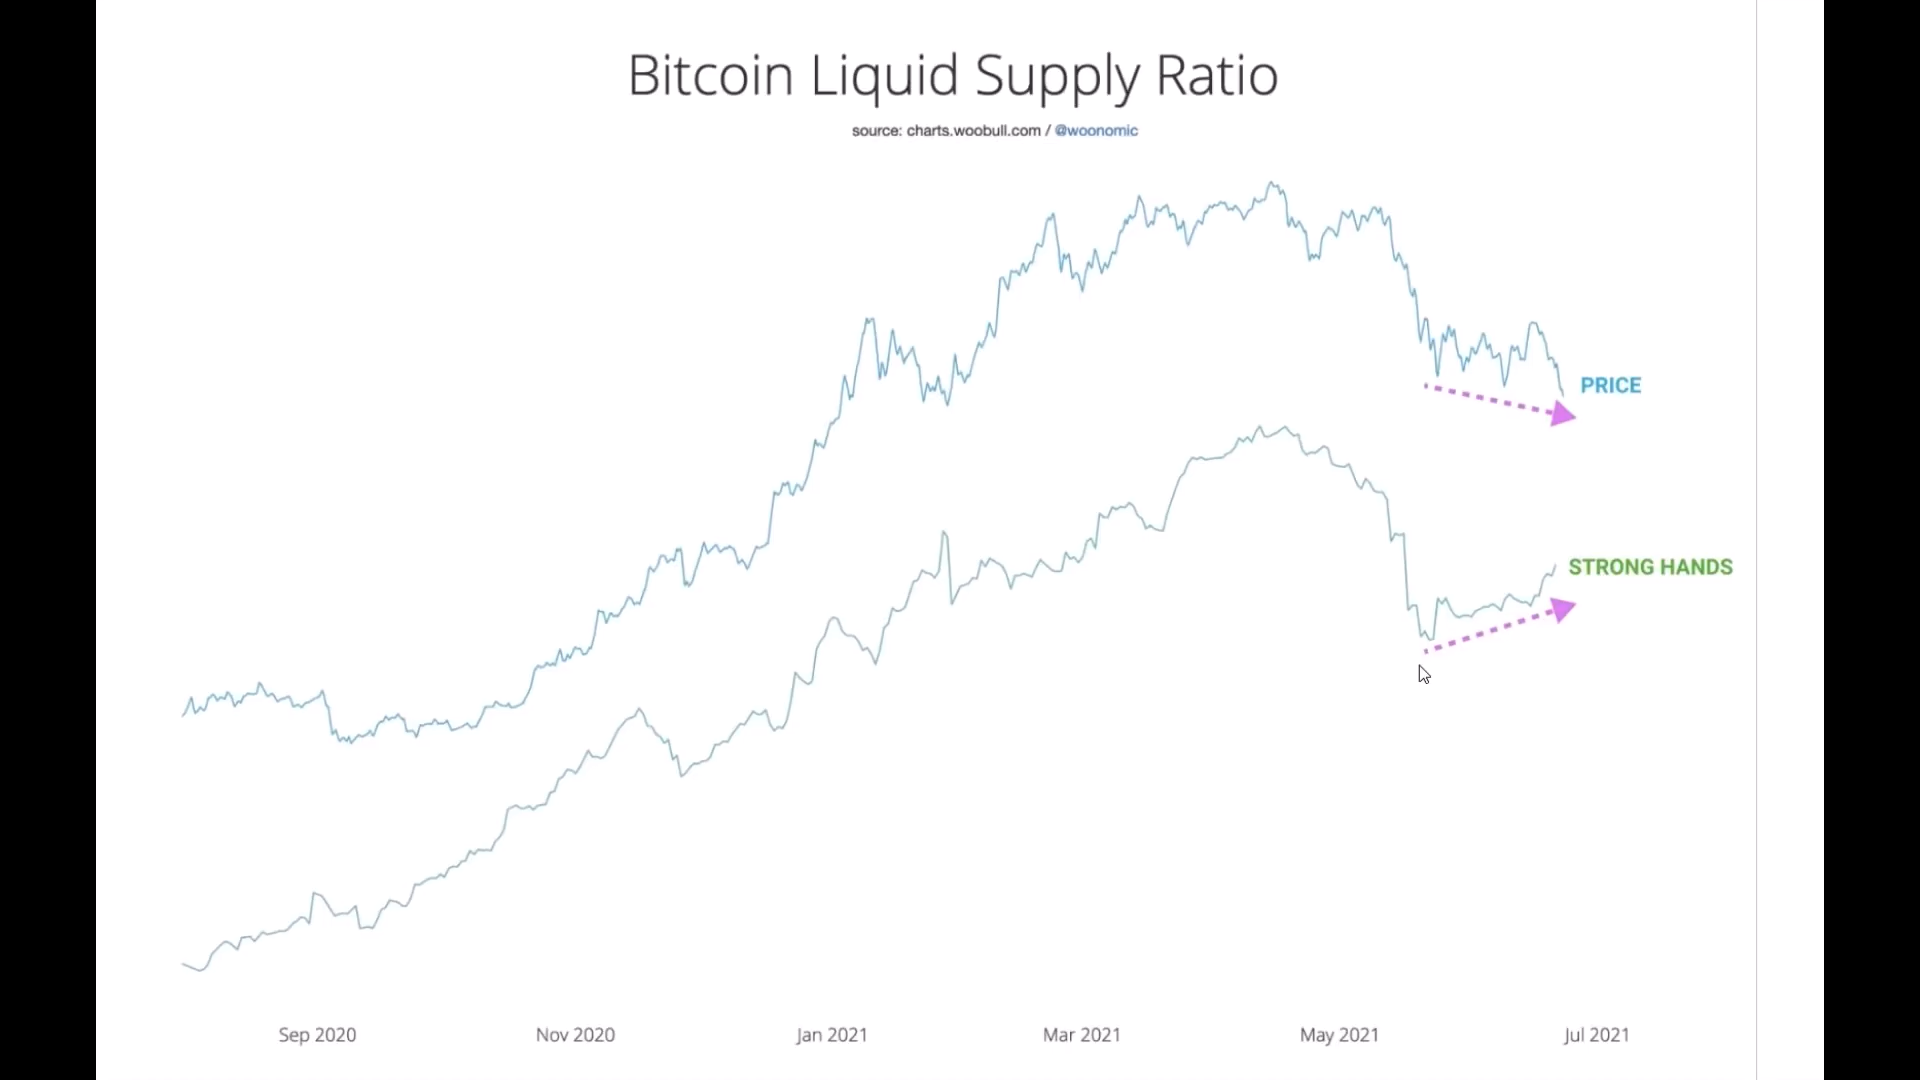 Bitcoin Liquid Supply Ratio
source: charts.woobull.com / @woonomic
PRICE
STRONG HANDS
Sep 2020
Nov 2020
Jan 2021
Mar 2021
May 2021
Jul 2021